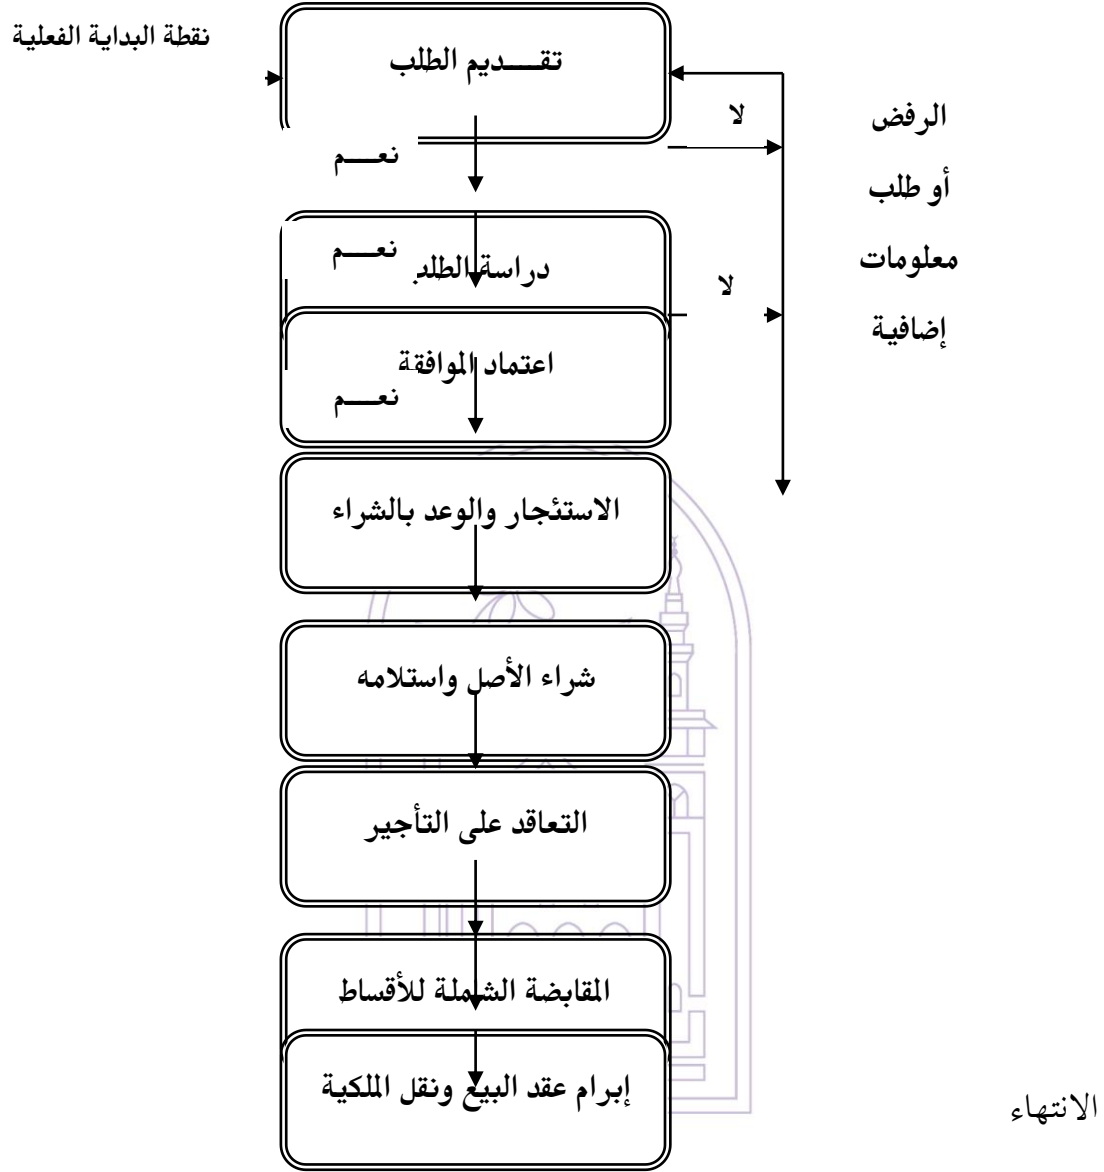 نقطة البداية الفعلية
تقـــديم الطلب
الرفض
لا
نعـــم
أو طلب
نعـــم
معلومات
دراسة الطلب
لا
إضافية
اعتماد الموافقة
نعـــم
الاستئجار والوعد بالشراء
شراء الأصل واستلامه
التعاقد على التأجير
المقابضة الشاملة للأقساط
إبرام عقد البيع ونقل الملكية
الانتهاء